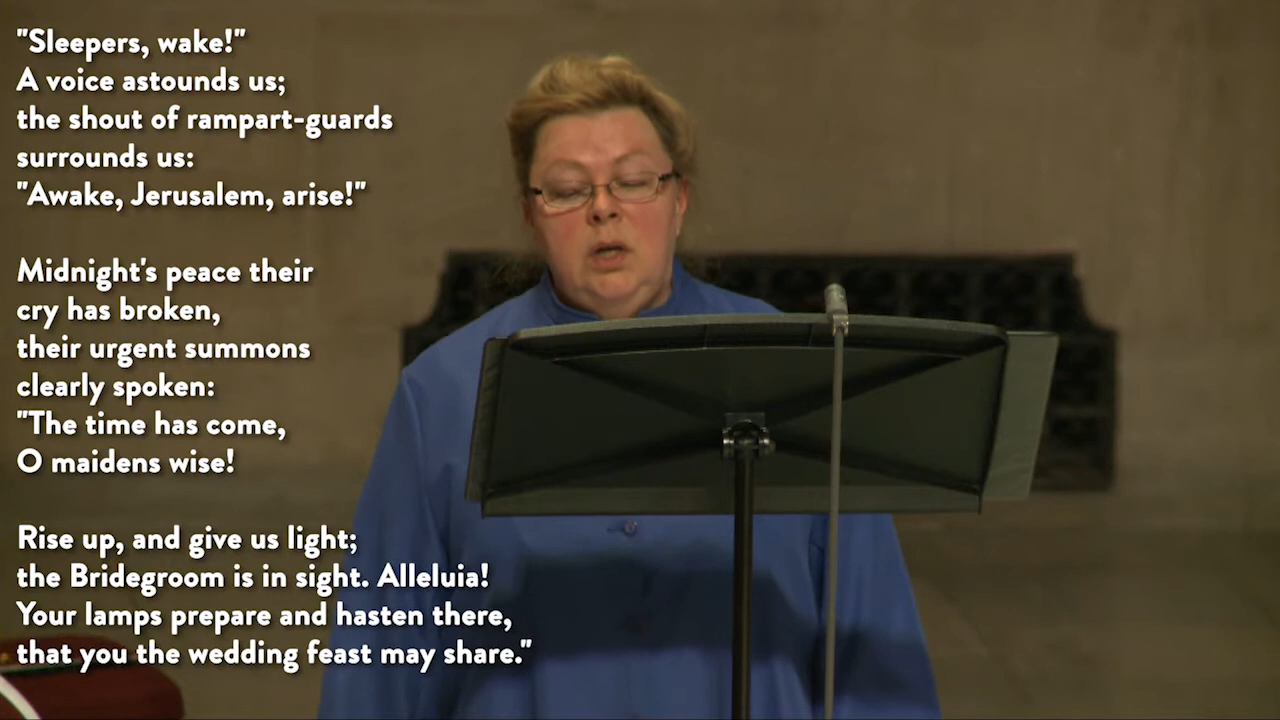 "Sleepers, wake!"
A voice astounds us;
the shout of rampart-guards
surrounds us:
"Awake, Jerusalem, arise!"
Midnight's peace their
cry has broken,
their urgent summons
clearly spoken:
"The time has come,
O maidens wise!
Rise up, and give us light;
the Bridegroom is in sight. Alleluia!
Your lamps prepare and hasten there,
that you the wedding feast may share."